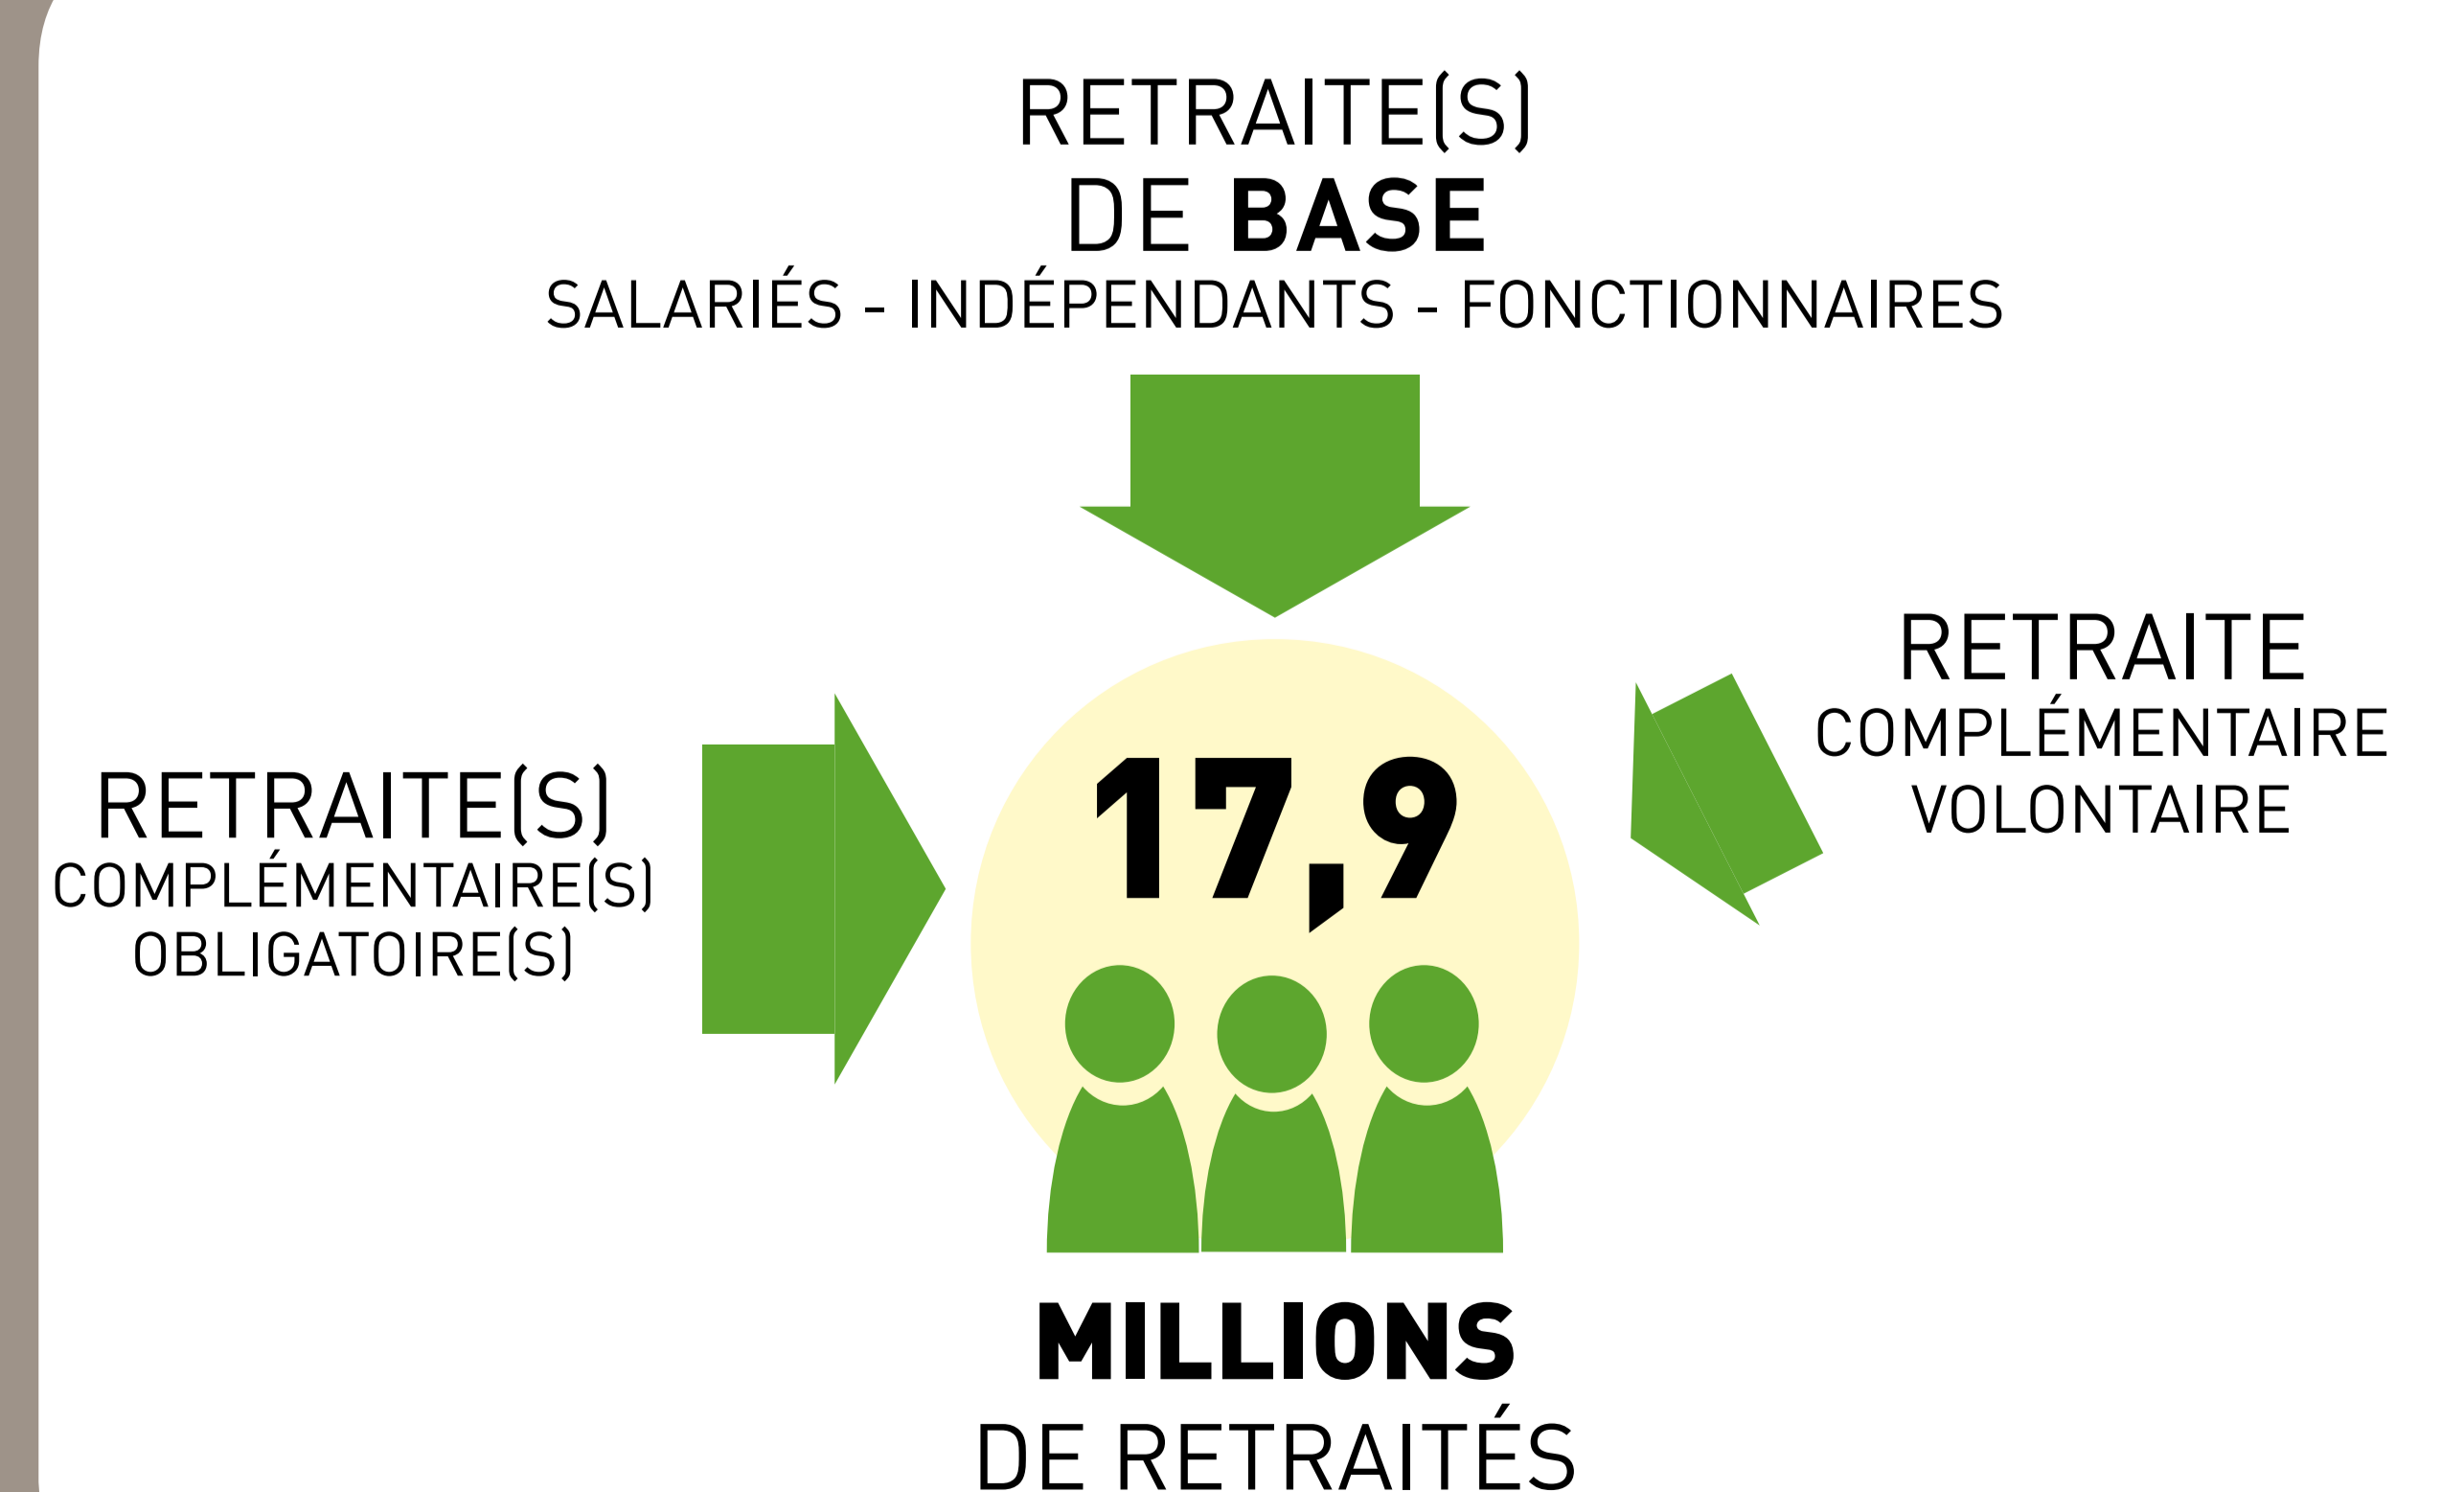 RETRAITE(S)
DE BASE
SALARIÉS - INDÉPENDANTS - FONCTIONNAIRES
RETRAITE(S)
COMPLÉMENTAIRE(S)
OBLIGATOIRE(S)
RETRAITE
COMPLÉMENTAIRE
VOLONTAIRE
17,9
MILLIONS
DE RETRAITÉS